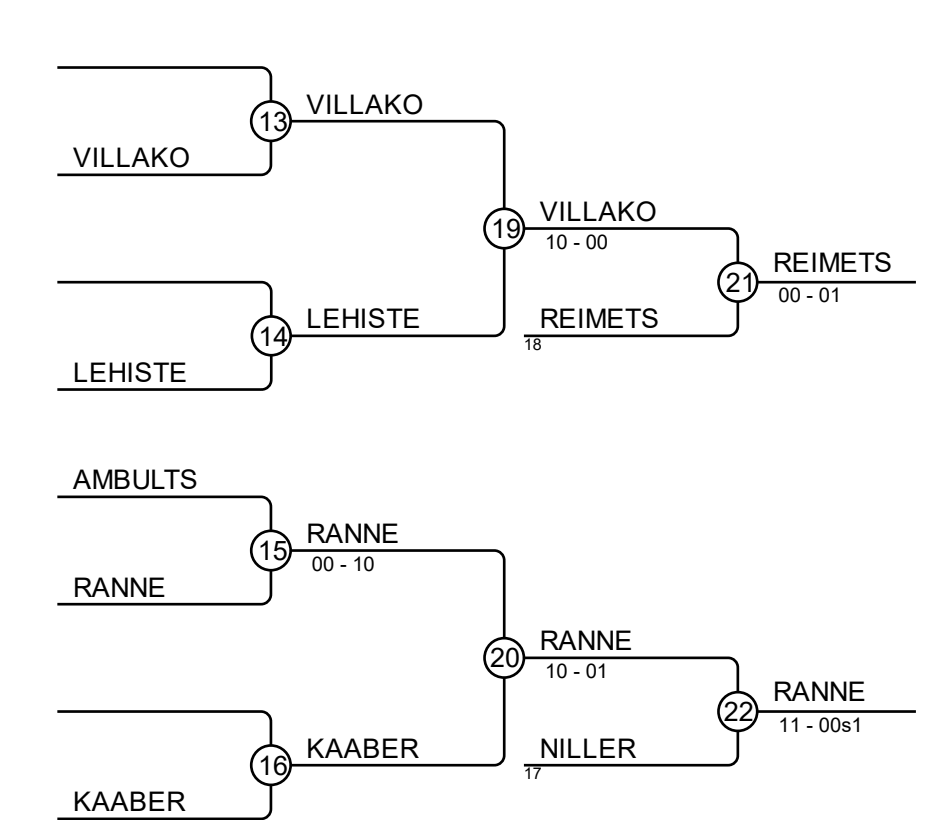 VILLAKO
13
VILLAKO
VILLAKO
19
10 - 00
REIMETS
21
00 - 01
LEHISTE
REIMETS
14
18
LEHISTE
AMBULTS
RANNE
15
00 - 10
RANNE
RANNE
20
10 - 01
RANNE
22
11 - 00s1
KAABER
NILLER
16
17
KAABER